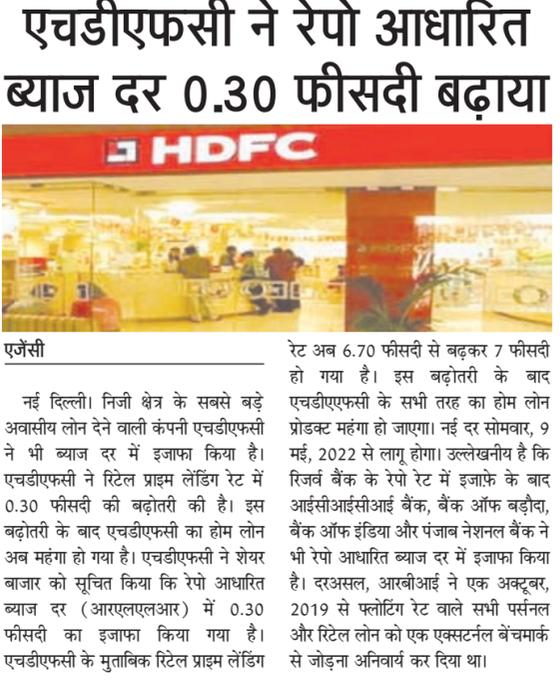 एचडीएफसी ने रेपो आधारित
ब्याज दर 0.30 फीसदी बढ़ाया
HDFC
एजेंसी
नई दिल्ली। निजी क्षेत्र के सबसे बड़े
अवासीय लोन देने वाली कंपनी एचडीएफसी
ने भी ब्याज दर में इजाफा किया है।
एचडीएफसी ने रिटेल प्राइम लेंडिंग रेट में
0.30 फीसदी की बढ़ोतरी की है। इस
बढ़ोतरी के बाद एचडीएफसी का होम लोन
अब महंगा हो गया है। एचडीएफसी ने शेयर
बाजार को सूचित किया कि रेपो आधारित
ब्याज दर (आरएलएलआर) में 0.30
फीसदी का इजाफा किया गया है।
एचडीएफसी के मुताबिक रिटेल प्राइम लेंडिंग
रेट अब 6.70 फीसदी से बढ़कर 7 फीसदी
हो गया है। इस बढ़ोतरी के बाद
एचडीएएफसी के सभी तरह का होम लोन
प्रोडक्ट महंगा हो जाएगा। नई दर सोमवार, 9
मई, 2022 से लागू होगा। उल्लेखनीय है कि
रिजर्व बैंक के रेपो रेट में इजाफ़े के बाद
आईसीआईसीआई बैंक, बैंक ऑफ बड़ौदा,
बैंक ऑफ इंडिया और पंजाब नेशनल बैंक ने
भी रेपो आधारित ब्याज दर में इजाफा किया
है। दरअसल, आरबीआई ने एक अक्टूबर,
2019 से फ्लोटिंग रेट वाले सभी पर्सनल
और रिटेल लोन को एक एक्सटर्नल बेंचमार्क
से जोड़ना अनिवार्य कर दिया था।